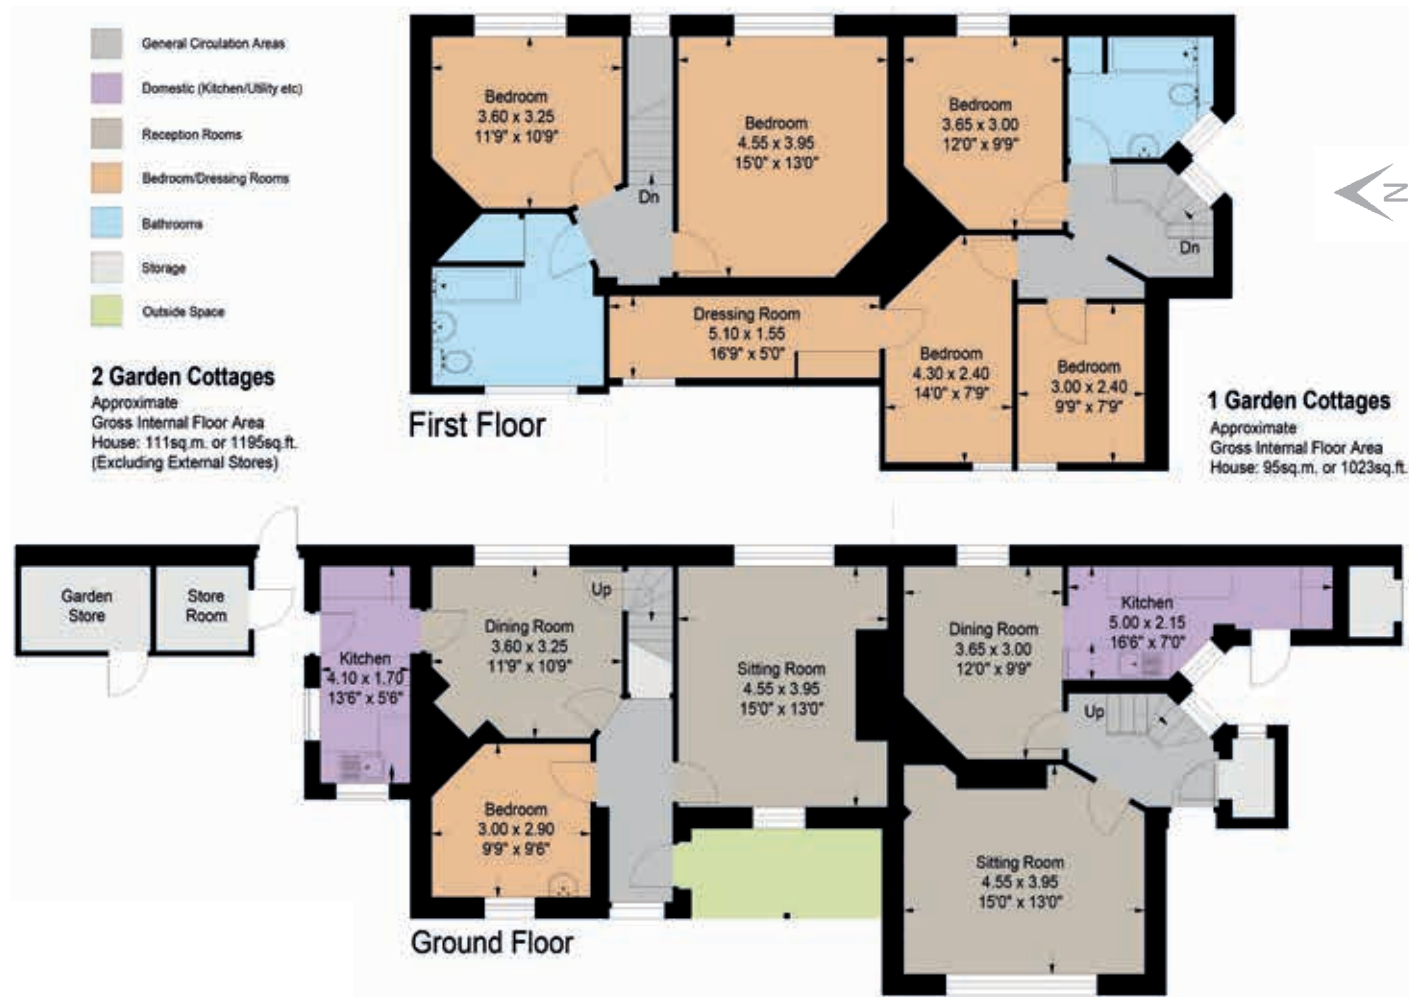 General Circulation Areas
Domestic (Kitchen/Utility etc)
Reception Rooms
Bedroom/Dressing Rooms
Bathrooms
Storage
Outside Space
2 Garden Cottages
Approximate
Gross Internal Floor Area
House: 111sq.m. or 1195sq.ft.
(Excluding External Stores)
Bedroom
3.60 x 3.25
11'9" x 10'9"
Dn
Bedroom
4.55 x 3.95
15'0" x 13'0"
Bedroom
3.65 x 3.00
12'0" x 9'9"
Dn
N
Dressing Room
5.10 x 1.55
16'9" x 5'0"
Bedroom
4.30 x 2.40
14'0" x 7'9"
Bedroom
3.00 x 2.40
9'9" x 7'9"
First Floor
1 Garden Cottages
Approximate
Gross Internal Floor Area
House: 95sq.m. or 1023sq.ft.
Garden
Store
Store
Room
Kitchen
4.10 x 1.70
13'6" x 5'6"
Dining Room
3.60 x 3.25
11'9" x 10'9"
Up
Sitting Room
4.55 x 3.95
15'0" x 13'0"
Dining Room
3.65 x 3.00
12'0" x 9'9"
Kitchen
5.00 x 2.15
16'6" x 7'0"
Up
Bedroom
3.00 x 2.90
9'9" x 9'6"
Sitting Room
4.55 x 3.95
15'0" x 13'0"
Ground Floor